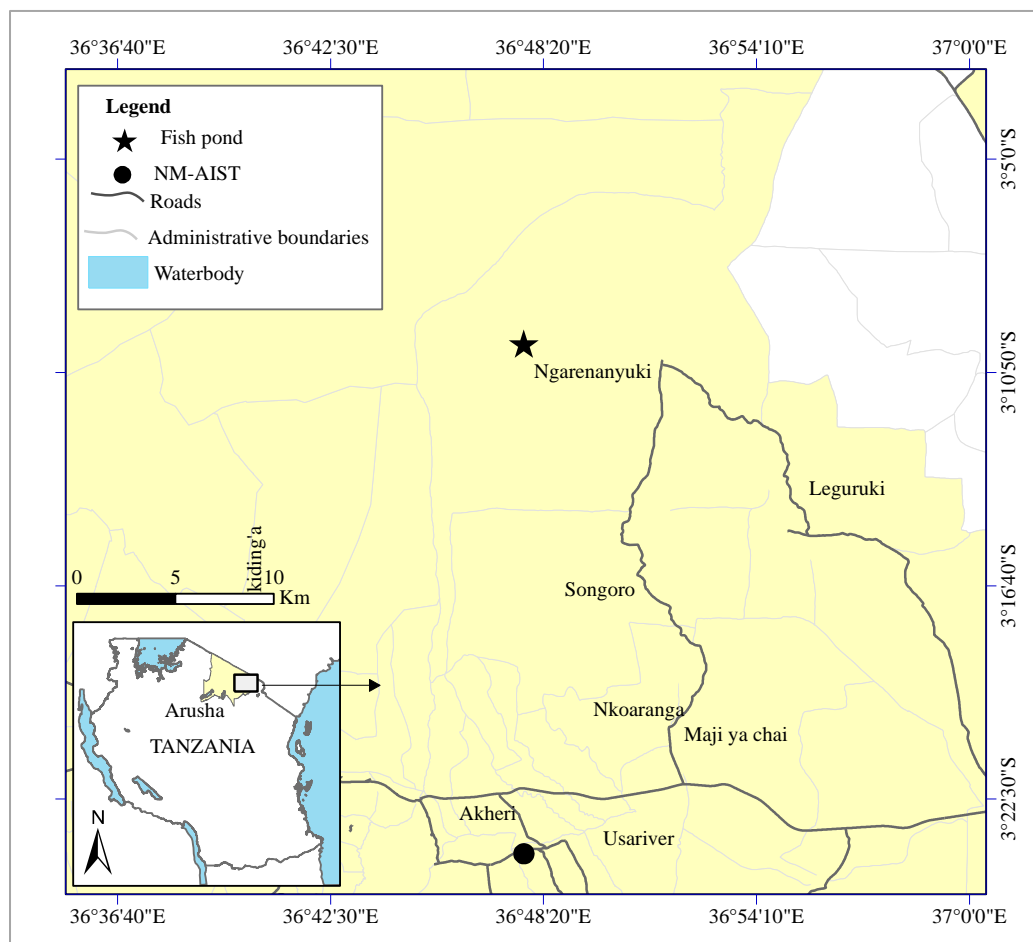 36°36'40"E 36°42'30"E 36°48'20"E 36°54'10"E 37°0'0"E
Legend
Fish pond
NM-AIST
Roads
Administrative boundaries
Waterbody
3°5'0"S
Ngarenanyuki
3°10'50"S
Leguruki
kiding'a
0 5 10
Km
Songoro
3°16'40"S
Nkoaranga
Arusha
Maji ya chai
TANZANIA
3°22'30"S
Akheri
N
Usariver
36°36'40"E 36°42'30"E 36°48'20"E 36°54'10"E 37°0'0"E